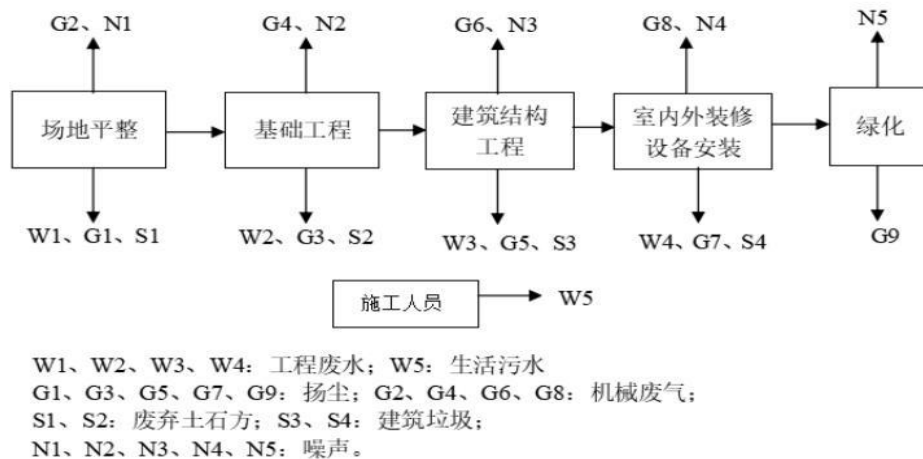 G2、N1
G4、N2
G6、N3
G8、N4
N5
场地平整
基础工程
建筑结构
工程
室内外装修
设备安装
绿化
W1、G1、S1
W2、G3、S2
W3、G5、S3
W4、G7、S4
G9
施工人员
W5
W1、W2、W3、W4：工程废水；W5：生活污水
G1、G3、G5、G7、G9：扬尘；G2、G4、G6、G8：机械废气；
S1、S2：废弃土石方；S3、S4：建筑垃圾；
N1、N2、N3、N4、N5：噪声。